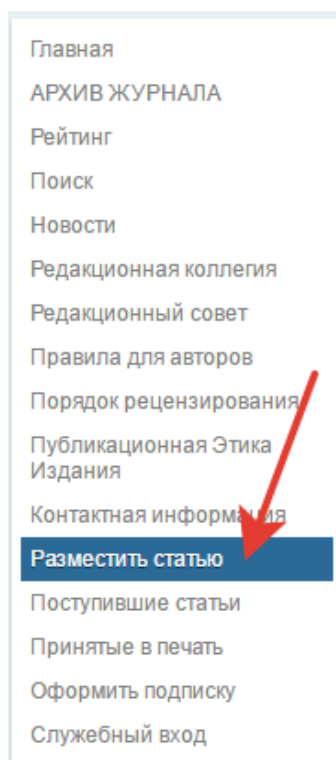 Главная
АРХИВ ЖУРНАЛА
Рейтинг
Поиск
Новости
Редакционная коллегия
Редакционный совет
Правила для авторов
Порядок рецензирования
Публикационная Этика
Издания
Контактная информация
Разместить статью
Поступившие статьи
Принятые в печать
Оформить подписку
Служебный вход